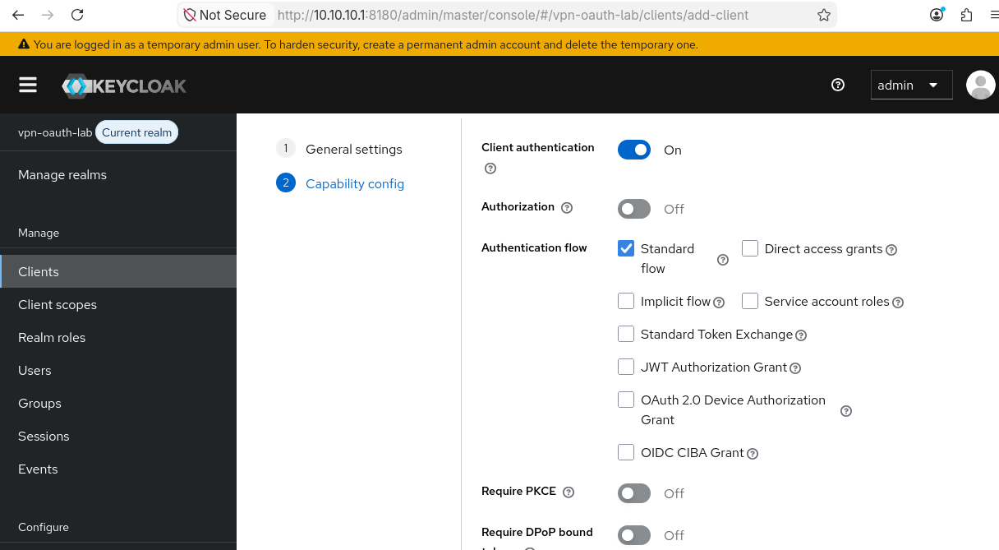 Not Secure http://10.10.10.1:8180/admin/master/console/#/vpn-oauth-lab/clients/add-client
You are logged in as a temporary admin user. To harden security, create a permanent admin account and delete the temporary one.
KEYCLOAK
admin
vpn-oauth-lab Current realm
Manage realms
Manage
Clients
Client scopes
Realm roles
Users
Groups
Sessions
Events
Configure
1 General settings
2 Capability config
Client authentication
On
Authorization
Off
Authentication flow
Standard
flow
Direct access grants
Implicit flow
Service account roles
Standard Token Exchange
JWT Authorization Grant
OAuth 2.0 Device Authorization
Grant
OIDC CIBA Grant
Require PKCE
Off
Require DPoP bound
Off